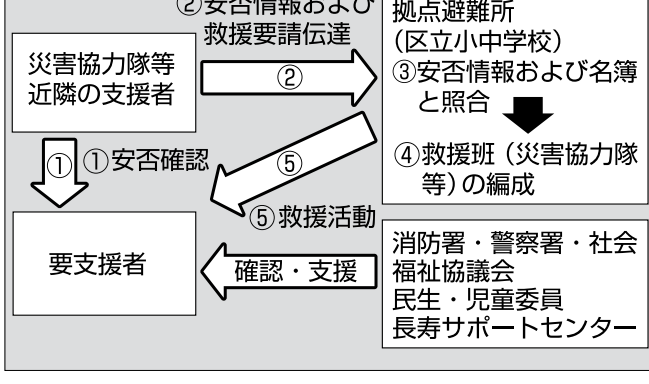 ②安否情報および
救援要請伝達
災害協力隊等
近隣の支援者
②
拠点避難所
(区立小中学校)
③安否情報および名簿
と照合
④救援班(災害協力隊
等)の編成
①
①安否確認
⑤
⑤救援活動
要支援者
確認・支援
消防署・警察署・社会
福祉協議会
民生・児童委員
長寿サポートセンター